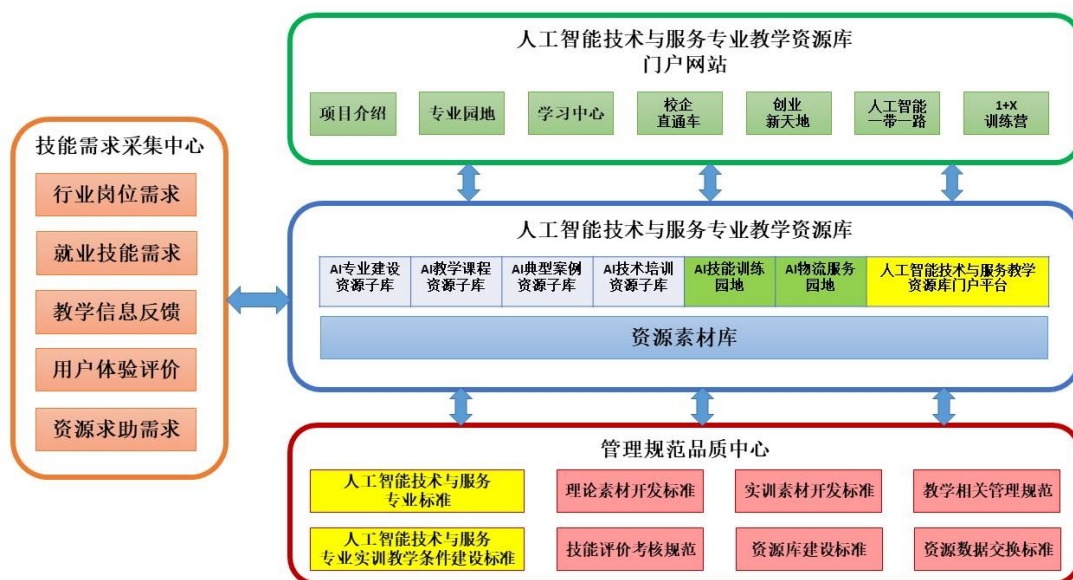 人工智能技术与服务专业教学资源库
门户网站
项目介绍
专业园地
学习中心
校企
直通车
创业
新天地
人工智能
一带一路
1+X
训练营
技能需求采集中心
行业岗位需求
就业技能需求
教学信息反馈
用户体验评价
资源求助需求
人工智能技术与服务专业教学资源库
AI专业建设
资源子库
AI教学课程
资源子库
AI典型案例
资源子库
AI技术培训
资源子库
AI技能训练
园地
AI物流服务
园地
人工智能技术与服务教学
资源库门户平台
资源素材库
管理规范品质中心
人工智能技术与服务
专业标准
理论素材开发标准
实训素材开发标准
教学相关管理规范
人工智能技术与服务
专业实训教学条件建设标准
技能评价考核规范
资源库建设标准
资源数据交换标准